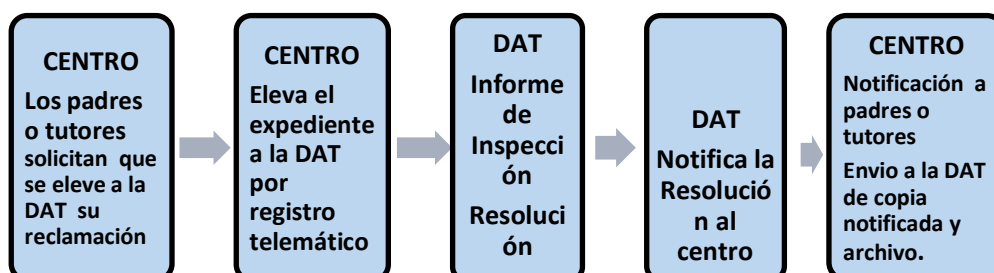 CENTRO
Los padres
o tutores
solicitan que
se eleve a la
DAT su
reclamación
CENTRO
Eleva el
expediente
a la DAT
por
registro
telemático
DAT
Informe
de
Inspecci
ón
Resoluci
ón
DAT
Notifica la
Resolució
n al
centro
CENTRO
Notificación a
padres o
tutores
Envio a la DAT
de copia
notificada y
archivo.